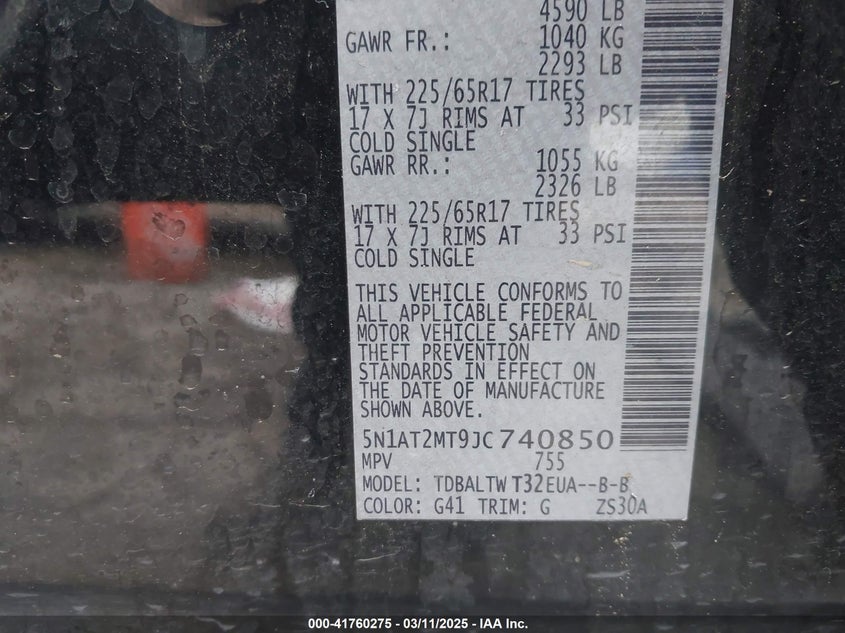 4590 LB
GAWR FR.: 1040 KG
2293 LB
WITH 225/65R17 TIRES
17 X 7J RIMS AT 33 PSI
COLD SINGLE
GAWR RR.: 1055 KG
2326 LB
WITH 225/65R17 TIRES
17 X 7J RIMS AT 33 PSI
COLD SINGLE
THIS VEHICLE CONFORMS TO
ALL APPLICABLE FEDERAL
MOTOR VEHICLE SAFETY AND
THEFT PREVENTION
STANDARDS IN EFFECT ON
THE DATE OF MANUFACTURE
SHOWN ABOVE.
5N1AT2MT9JC740850
MPV 755
MODEL: TDBALTW T32EUA--B-B
COLOR: G41 TRIM: G ZS30A
000-41760275 - 03/11/2025 - IAA Inc.